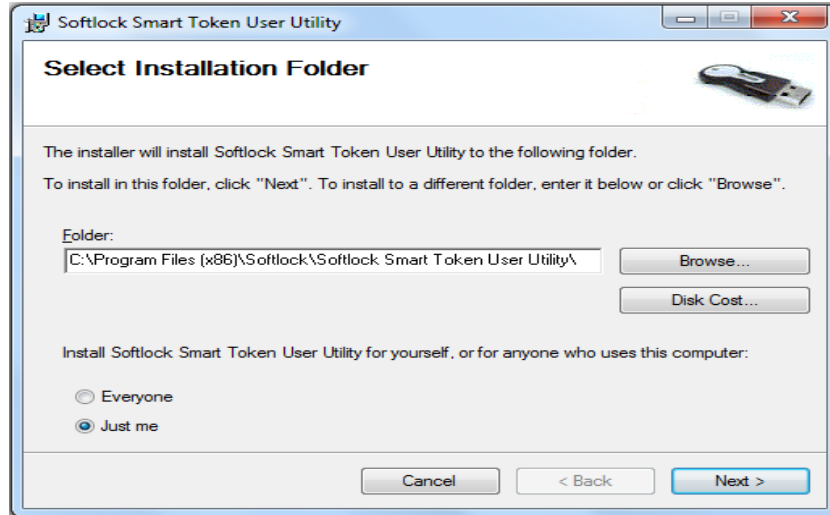 Softlock Smart Token User Utility
Select Installation Folder
The installer will install Softlock Smart Token User Utility to the following folder.
To install in this folder, click "Next". To install to a different folder, enter it below or click "Browse".
Folder:
C:\Program Files (x86)\Softlock\Softlock Smart Token User Utility\
Browse...
Disk Cost...
Install Softlock Smart Token User Utility for yourself, or for anyone who uses this computer:
Everyone
Just me
Cancel
< Back
Next >